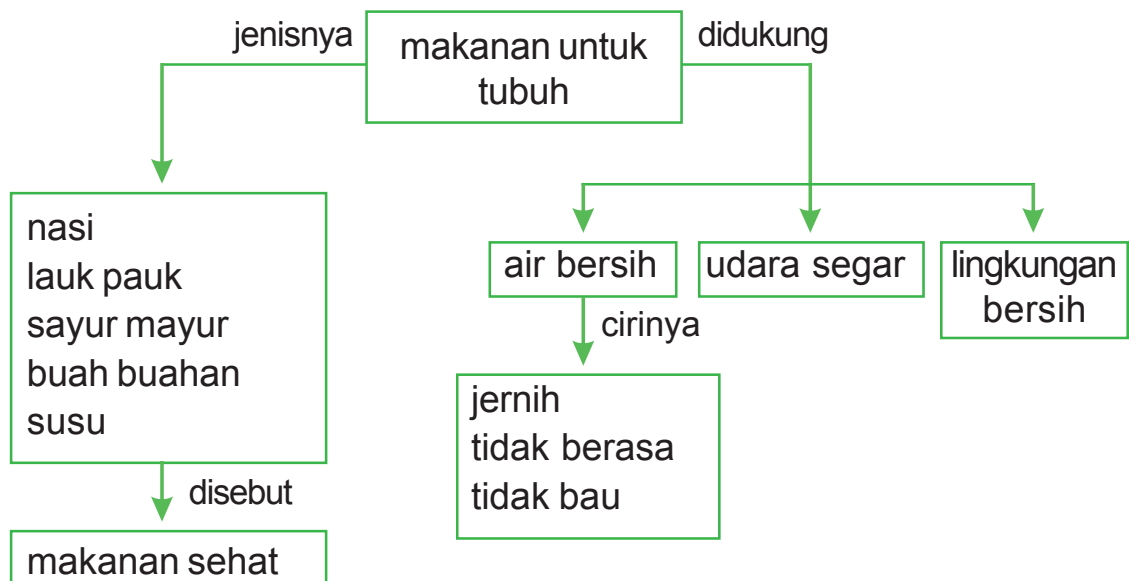 jenisnya
makanan untuk
tubuh
didukung
nasi
lauk pauk
sayur mayur
buah buahan
susu
disebut
makanan sehat
air bersih
udara segar
lingkungan
bersih
cirinya
jernih
tidak berasa
tidak bau